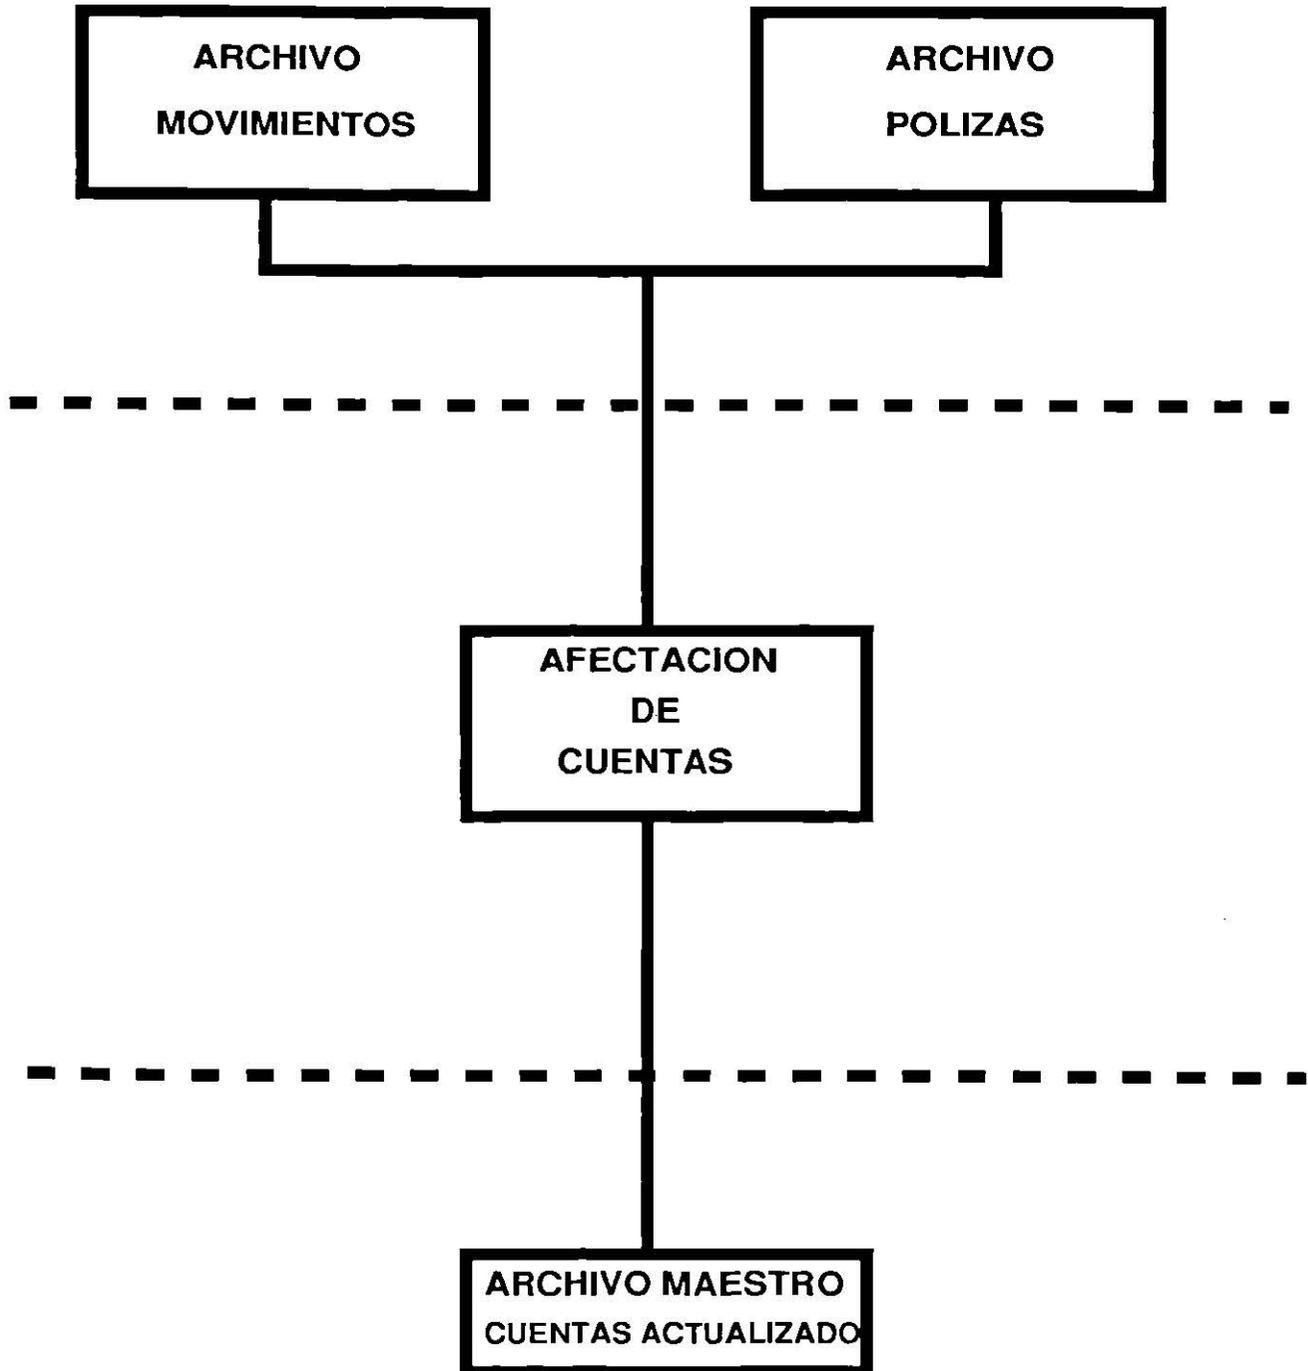 ARCHIVO
MOVIMIENTOS
ARCHIVO
POLIZAS
AFECTACION
DE
CUENTAS
ARCHIVO MAESTRO
CUENTAS ACTUALIZADO